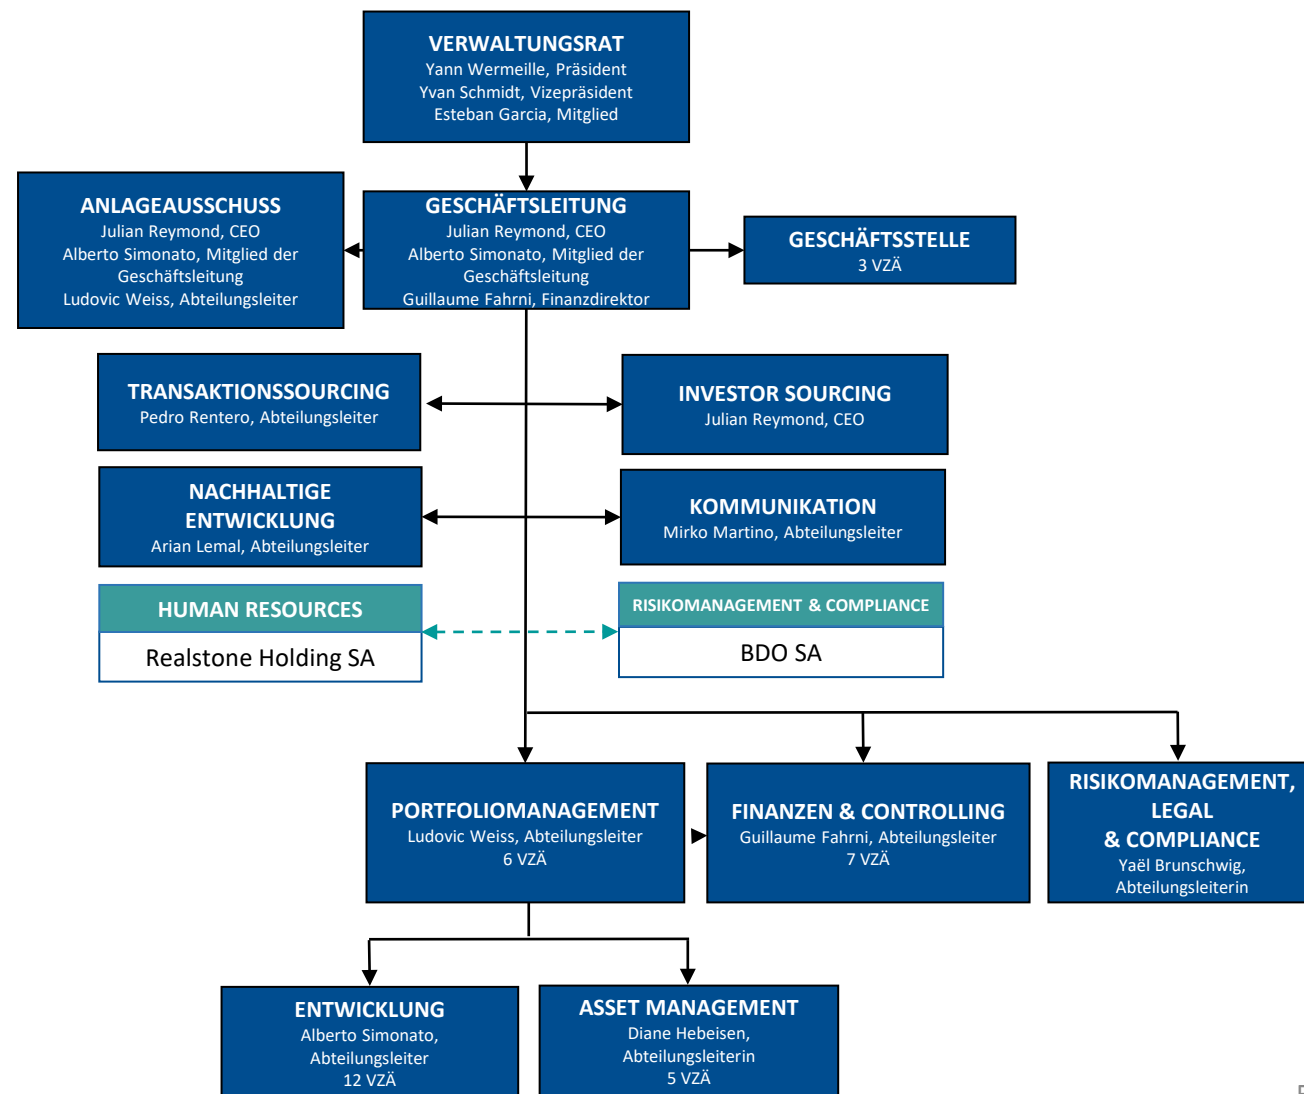 VERWALTUNGSRAT
Yann Wermeille, Präsident
Yvan Schmidt, Vizepräsident
Esteban Garcia, Mitglied
ANLAGEAUSSCHUSS
Julian Reymond, CEO
Alberto Simonato, Mitglied der
Geschäftsleitung
Ludovic Weiss, Abteilungsleiter
GESCHÄFTSLEITUNG
Julian Reymond, CEO
Alberto Simonato, Mitglied der
Geschäftsleitung
Guillaume Fahrni, Finanzdirektor
GESCHÄFTSSTELLE
3 VZÄ
TRANSAKTIONSSOURCING
Pedro Rentero, Abteilungsleiter
INVESTOR SOURCING
Julian Reymond, CEO
NACHHALTIGE
ENTWICKLUNG
Arian Lemal, Abteilungsleiter
KOMMUNIKATION
Mirko Martino, Abteilungsleiter
HUMAN RESOURCES
Realstone Holding SA
RISIKOMANAGEMENT & COMPLIANCE
BDO SA
PORTFOLIOMANAGEMENT
Ludovic Weiss, Abteilungsleiter
6 VZÄ
FINANZEN & CONTROLLING
Guillaume Fahrni, Abteilungsleiter
7 VZÄ
RISIKOMANAGEMENT,
LEGAL
& COMPLIANCE
Yaël Brunschwig,
Abteilungsleiterin
ENTWICKLUNG
Alberto Simonato,
Abteilungsleiter
12 VZÄ
ASSET MANAGEMENT
Diane Hebeisen,
Abteilungsleiterin
5 VZÄ